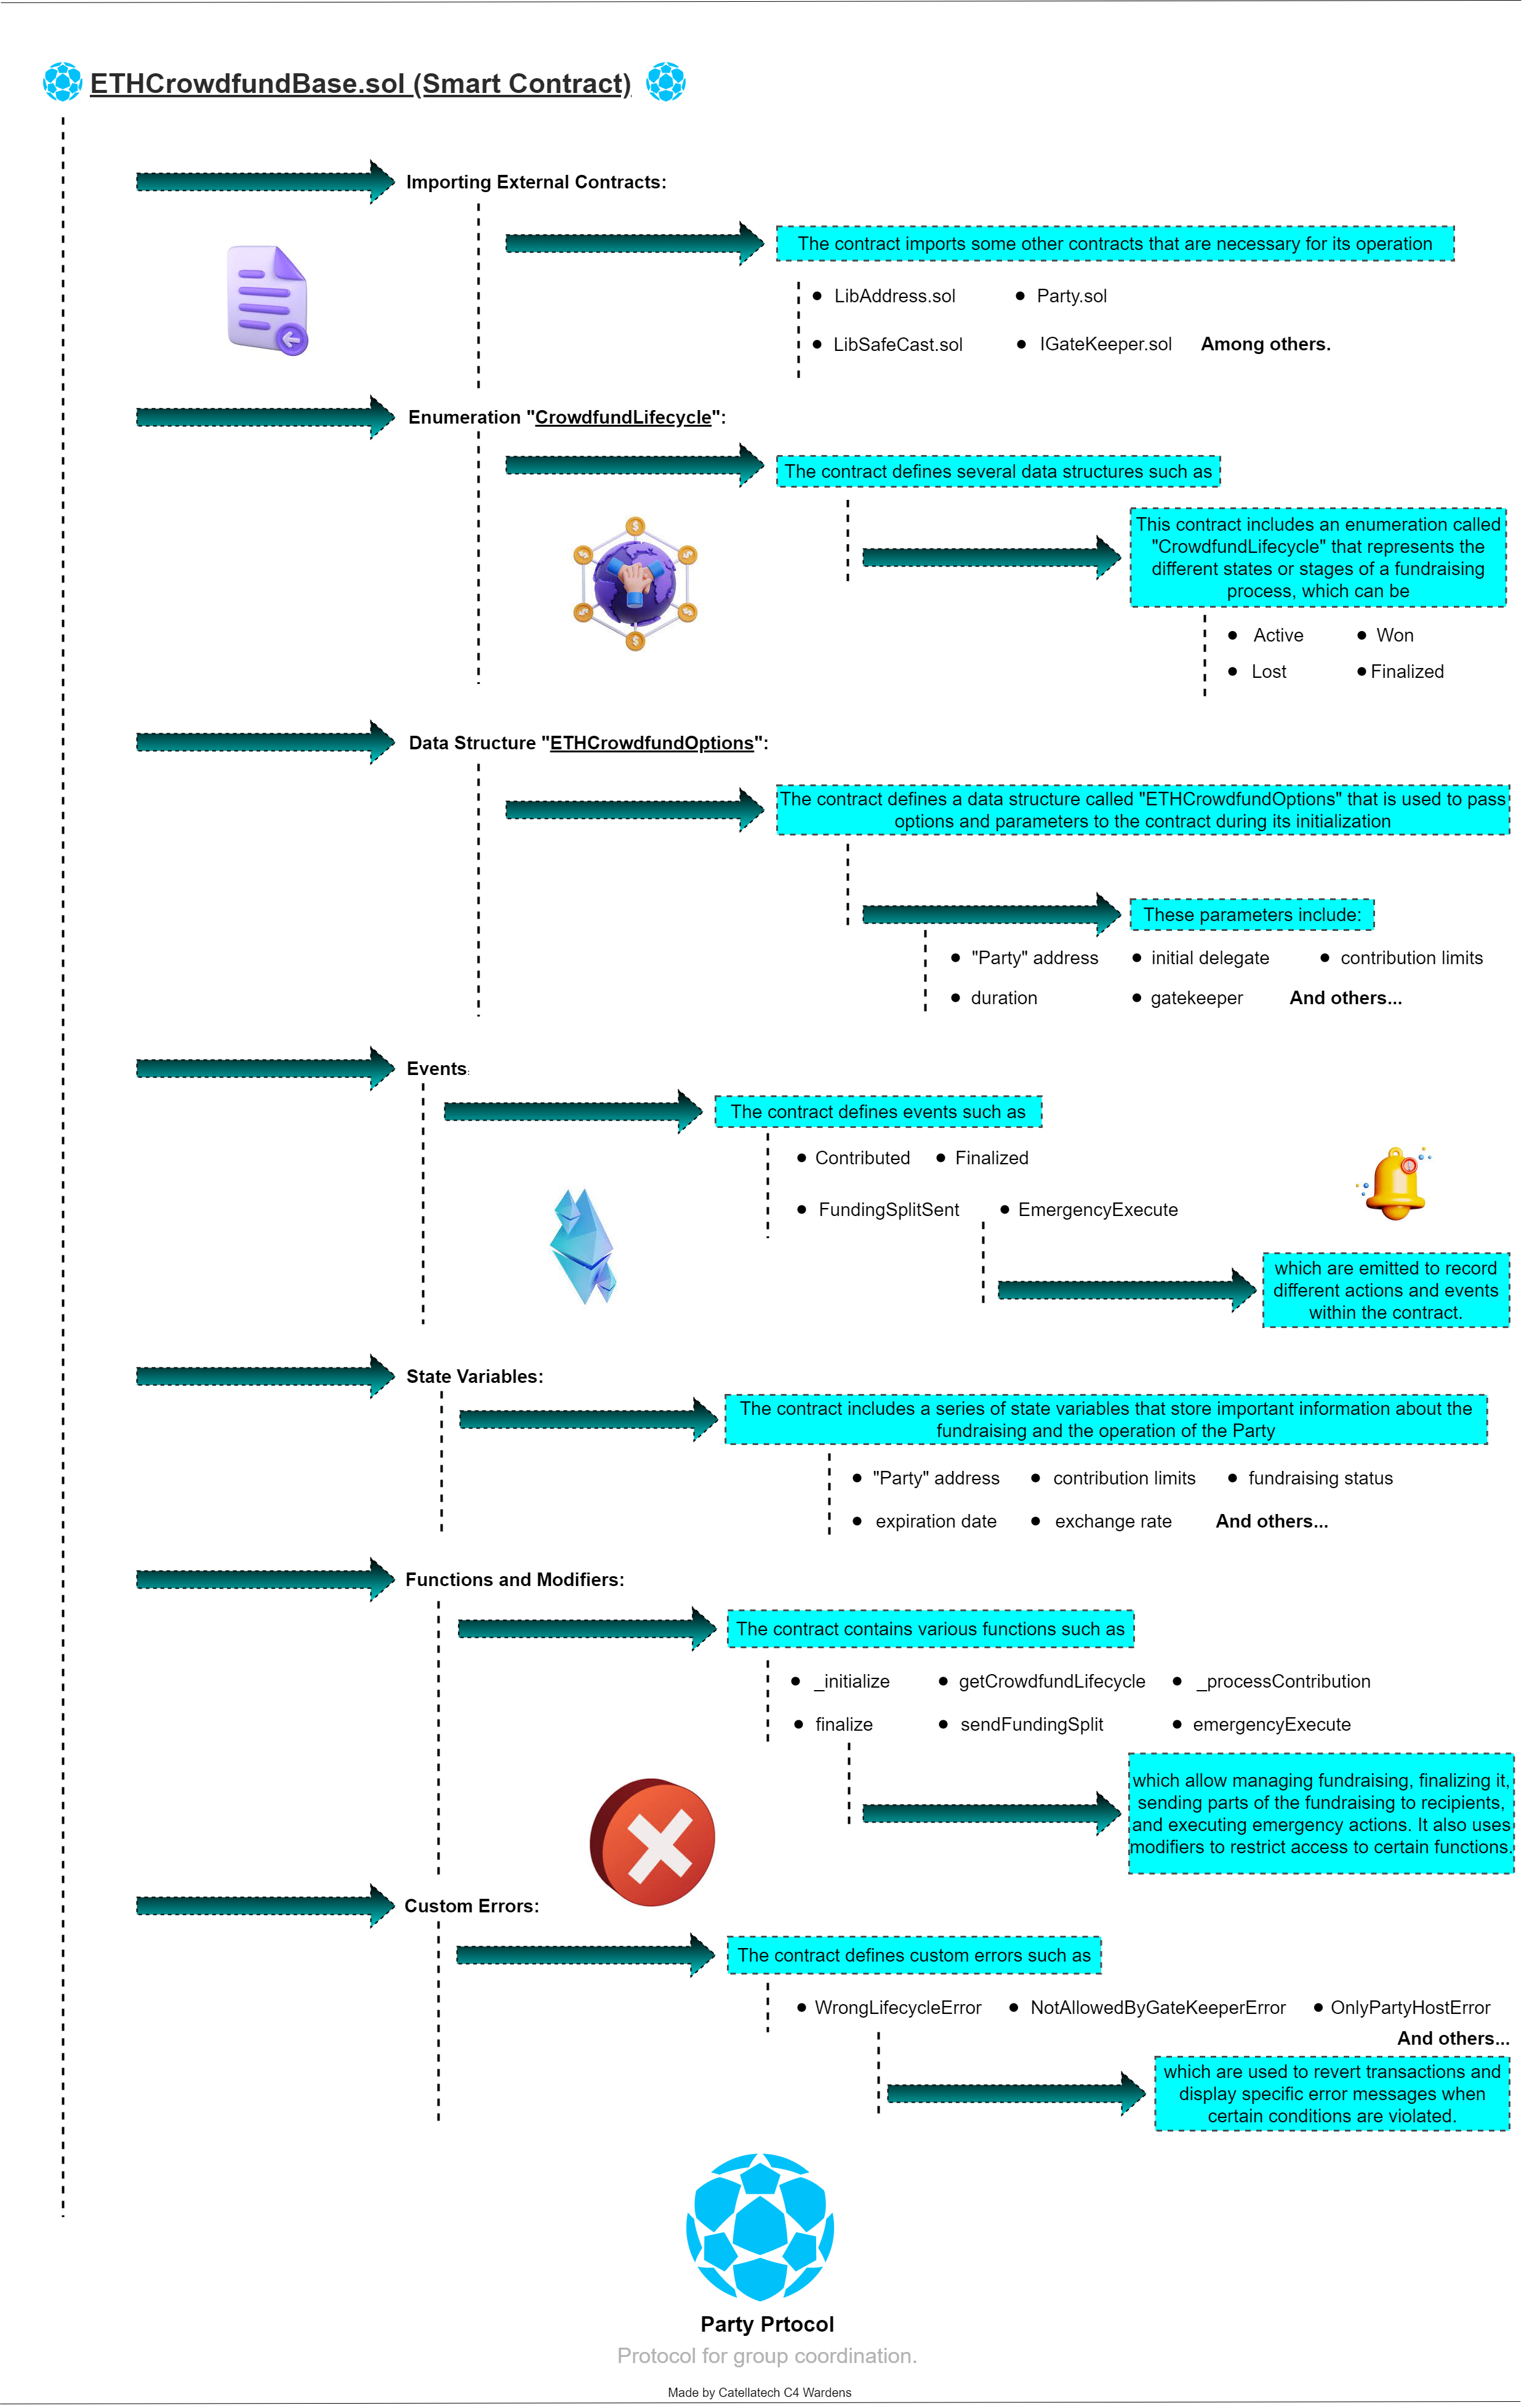 ETHCrowdfundBase.sol (Smart Contract)
Importing External Contracts:
The contract imports some other contracts that are necessary for its operation
LibAddress.sol
Party.sol
LibSafeCast.sol
IGateKeeper.sol
Among others.
Enumeration "CrowdfundLifecycle":
The contract defines several data structures such as
This contract includes an enumeration called
"CrowdfundLifecycle" that represents the
different states or stages of a fundraising
process, which can be
Active
Won
Lost
Finalized
Data Structure "ETHCrowdfundOptions":
The contract defines a data structure called "ETHCrowdfundOptions" that is used to pass
options and parameters to the contract during its initialization
These parameters include:
"Party" address
initial delegate
contribution limits
duration
gatekeeper
And others...
Events:
The contract defines events such as
Contributed
Finalized
FundingSplitSent
EmergencyExecute
which are emitted to record
different actions and events
within the contract.
State Variables:
The contract includes a series of state variables that store important information about the
fundraising and the operation of the Party
"Party" address
contribution limits
fundraising status
expiration date
exchange rate
And others...
Functions and Modifiers:
The contract contains various functions such as
_initialize
getCrowdfundLifecycle
_processContribution
finalize
sendFundingSplit
emergencyExecute
which allow managing fundraising, finalizing it,
sending parts of the fundraising to recipients,
and executing emergency actions. It also uses
modifiers to restrict access to certain functions.
Custom Errors:
The contract defines custom errors such as
WrongLifecycleError
NotAllowedByGateKeeperError
OnlyPartyHostError
And others...
which are used to revert transactions and
display specific error messages when
certain conditions are violated.
Party Prtocol
Protocol for group coordination.
Made by Catellatech C4 Wardens